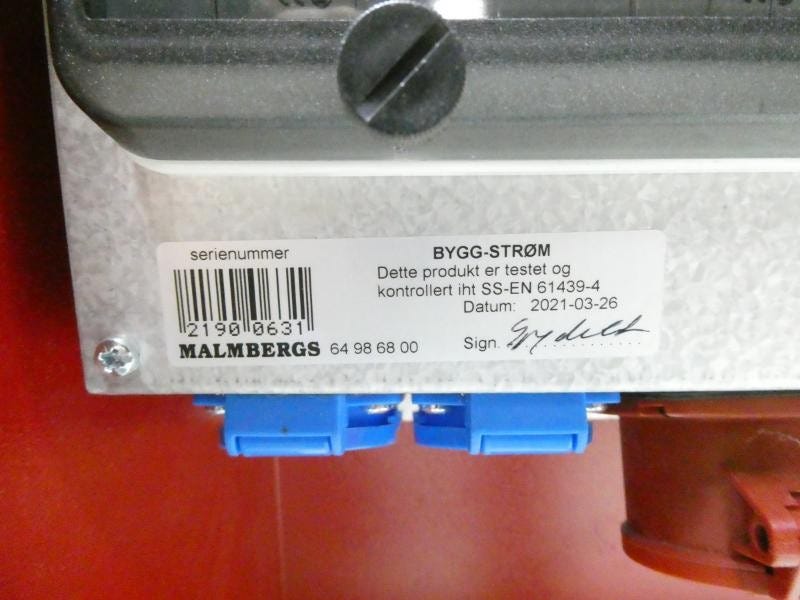 serienummer
2190 0631
MALMBERGS 64 98 68 00
BYGG-STRØM
Dette produkt er testet og
kontrollert iht SS-EN 61439-4
Datum: 2021-03-26
Sign.